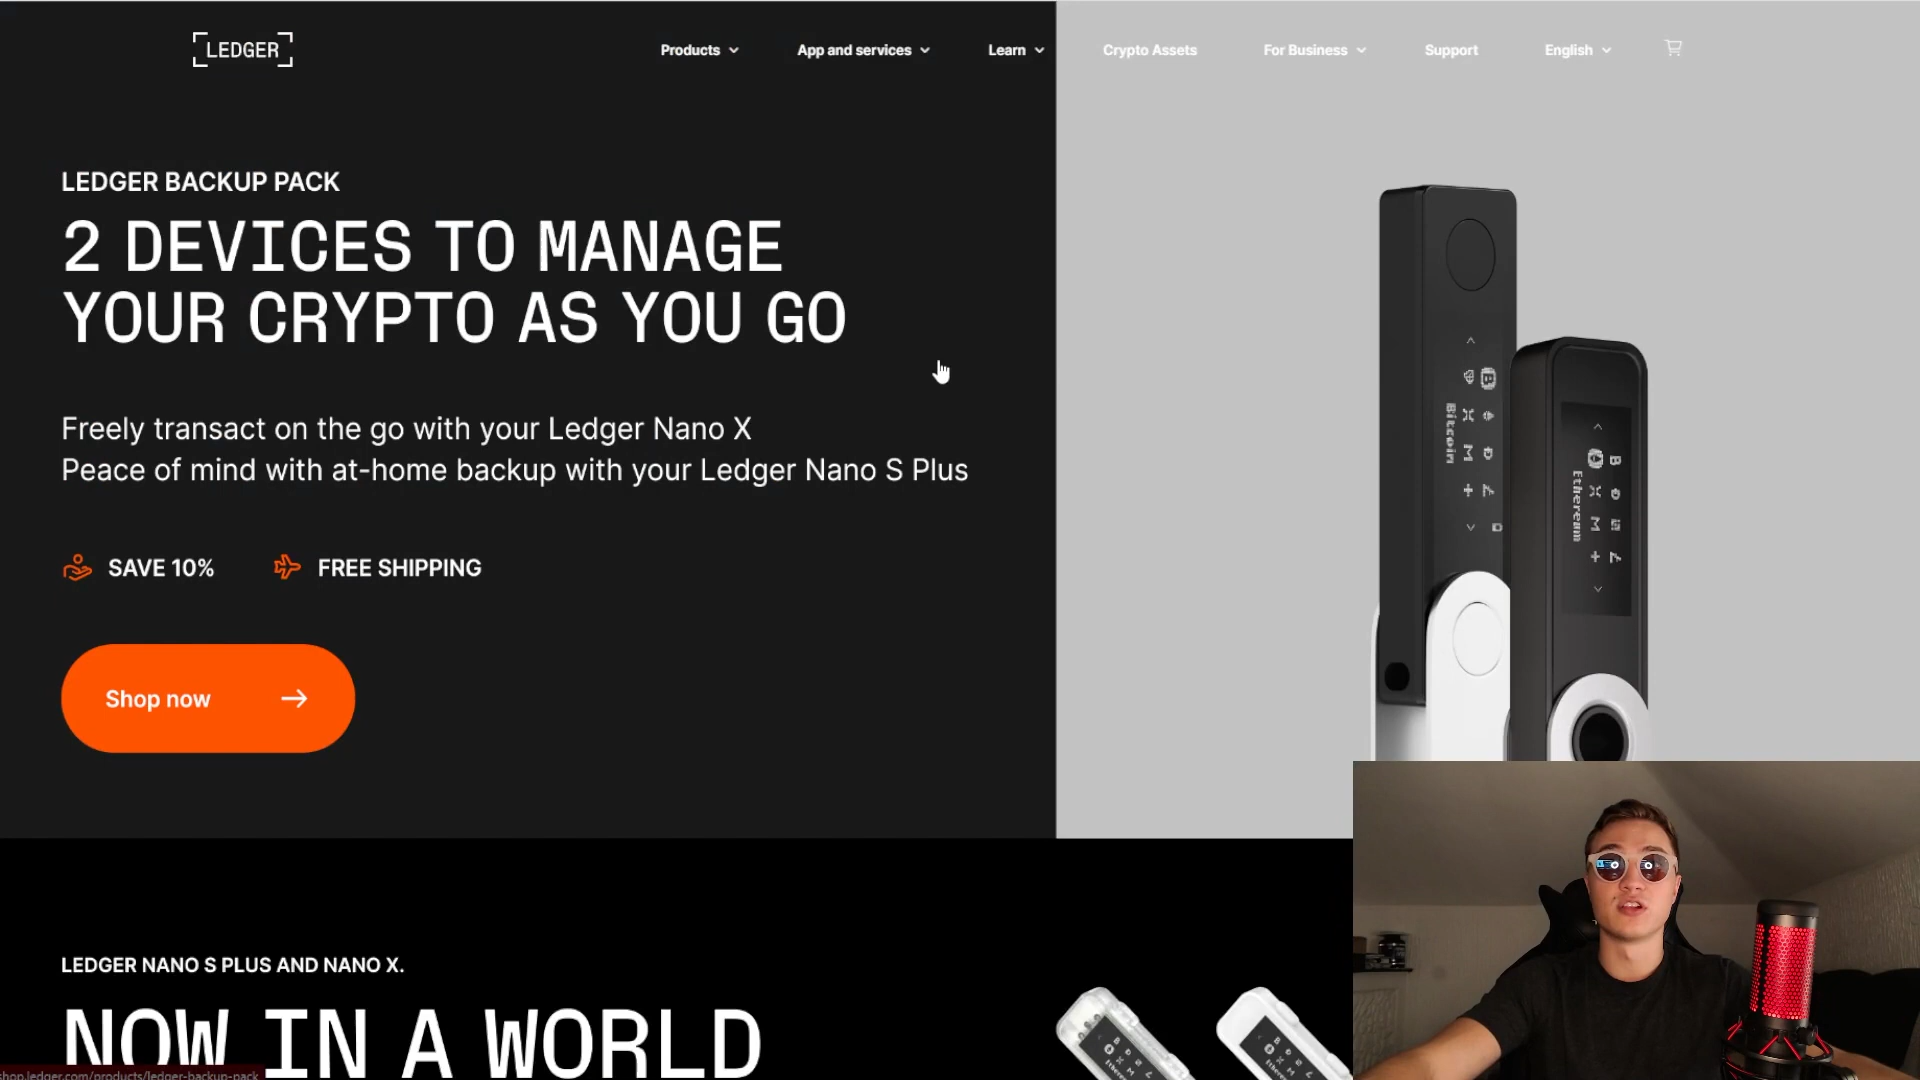 LEDGER
Products
App and services
Learn
Crypto Assets
For Business
Support
English
LEDGER BACKUP PACK
2 DEVICES TO MANAGE
YOUR CRYPTO AS YOU GO
Freely transact on the go with your Ledger Nano X
Peace of mind with at-home backup with your Ledger Nano S Plus
SAVE 10%
FREE SHIPPING
Shop now
Bitcoin
Ethereum
LEDGER NANO S PLUS AND NANO X.
NOW IN A WORLD
shop.ledger.com/products/ledger-backup-pack